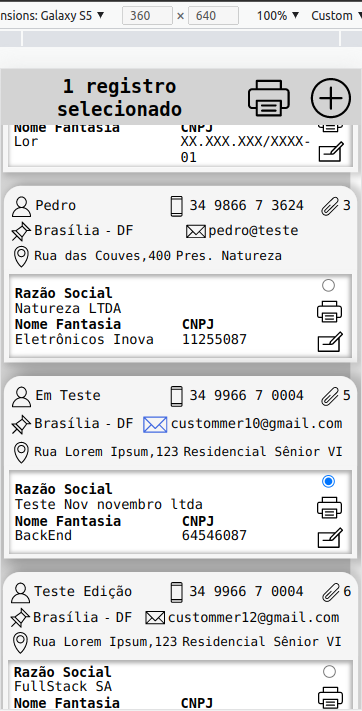 nsions: Galaxy S5 ▼ 360 × 640 100% ▼ Custom
1 registro
selecionado
Nome Fantasia CNPJ
Lor XX.XXX.XXX/XXXX-
01
Pedro 34 9866 7 3624 3
Brasília - DF pedro@teste
Rua das Couves,400 Pres. Natureza
Razão Social
Natureza LTDA
Nome Fantasia CNPJ
Eletrônicos Inova 11255087
Em Teste 34 9966 7 0004 5
Brasília - DF custommer10@gmail.com
Rua Lorem Ipsum,123 Residencial Sênior VI
Razão Social
Teste Nov novembro ltda
Nome Fantasia CNPJ
BackEnd 64546087
Teste Edição 34 9966 7 0004 6
Brasília - DF custommer12@gmail.com
Rua Lorem Ipsum,123 Residencial Sênior VI
Razão Social
FullStack SA
Nome Fantasia CNPJ